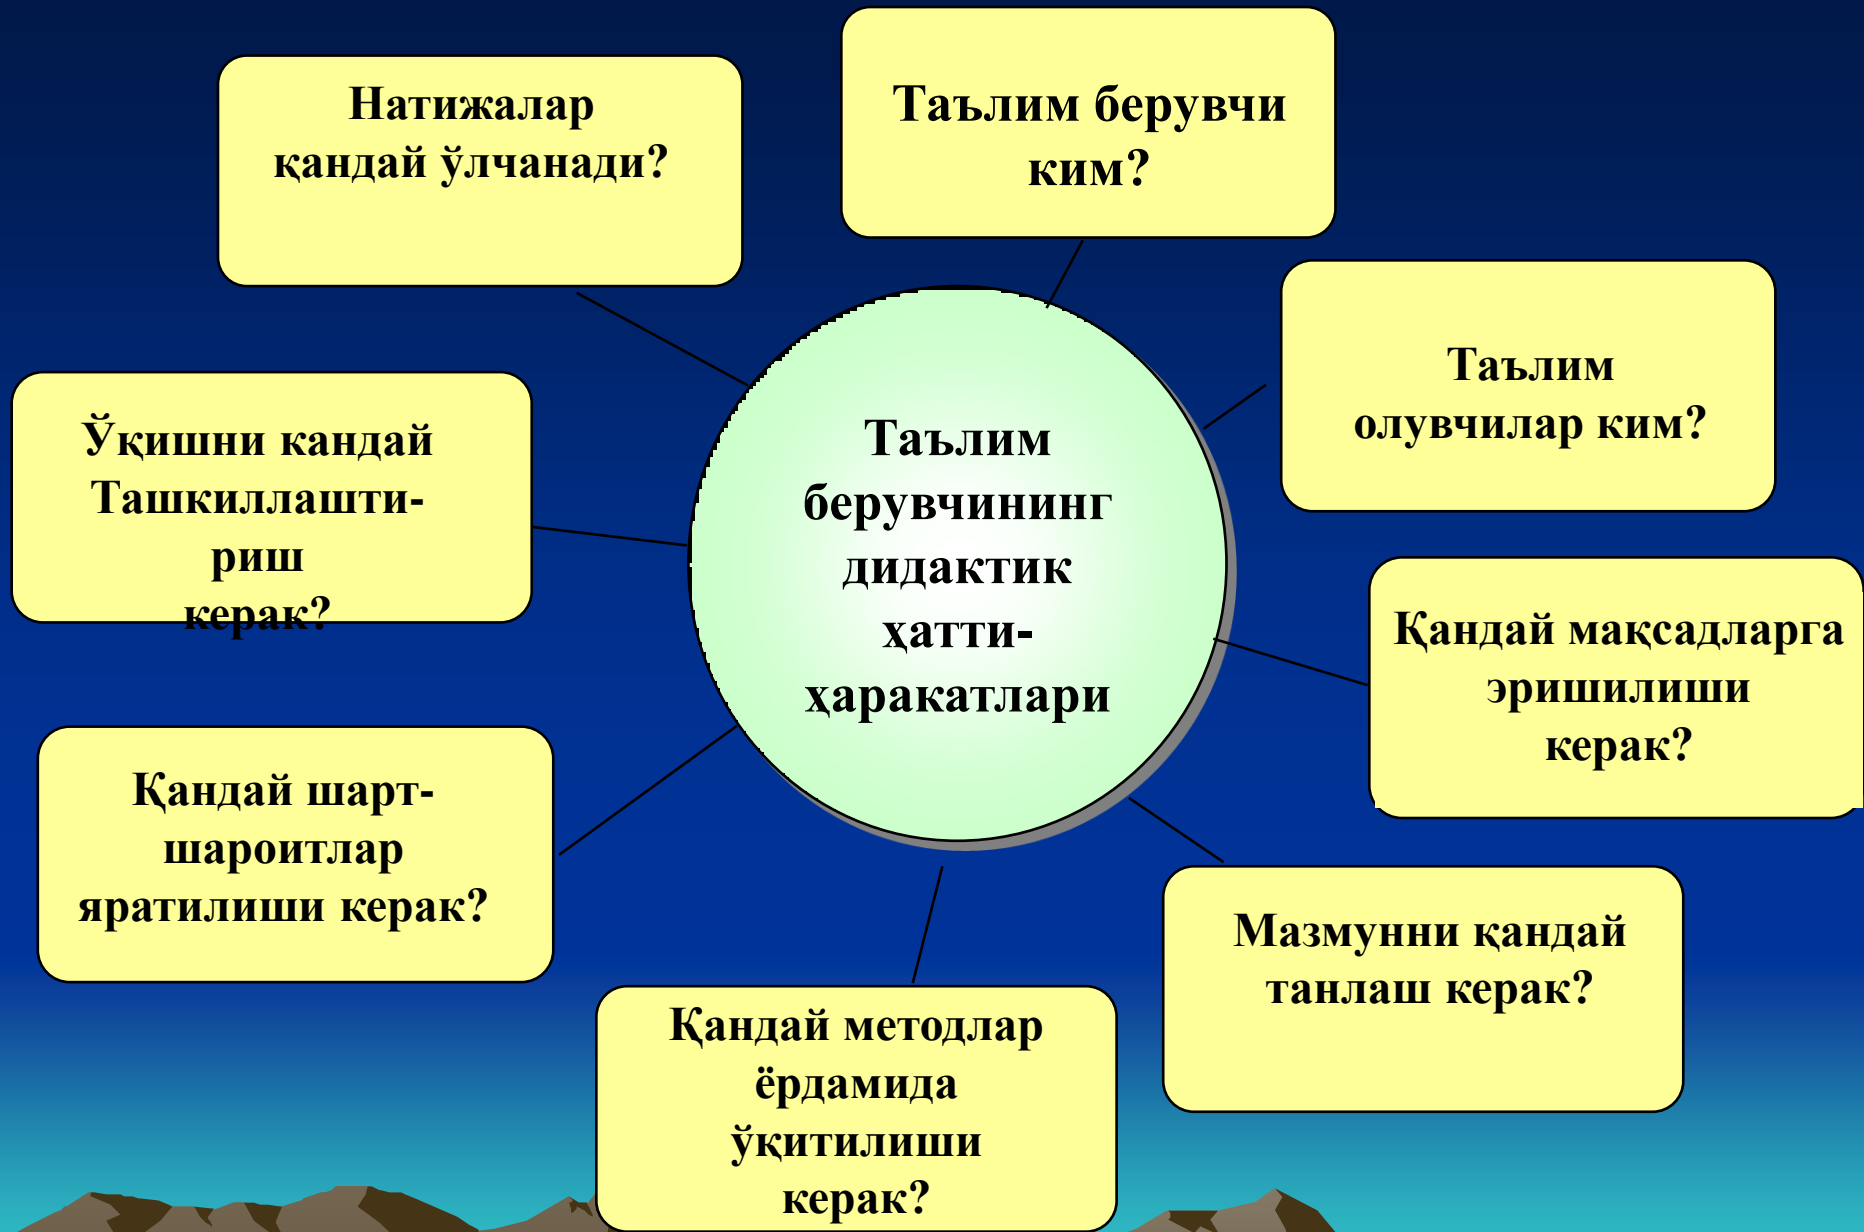 Натижалар
қандай ўлчанади?
Таълим берувчи
ким?
Таълим
олувчилар ким?
Ўқишни кандай
Ташкиллашти-
риш
керак?
Таълим
берувчининг
дидактик
ҳатти-
ҳаракатлари
Қандай мақсадларга
эришилиши
керак?
Қандай шарт-
шароитлар
яратилиши керак?
Мазмунни қандай
танлаш керак?
Қандай методлар
ёрдамида
ўқитилиши
керак?